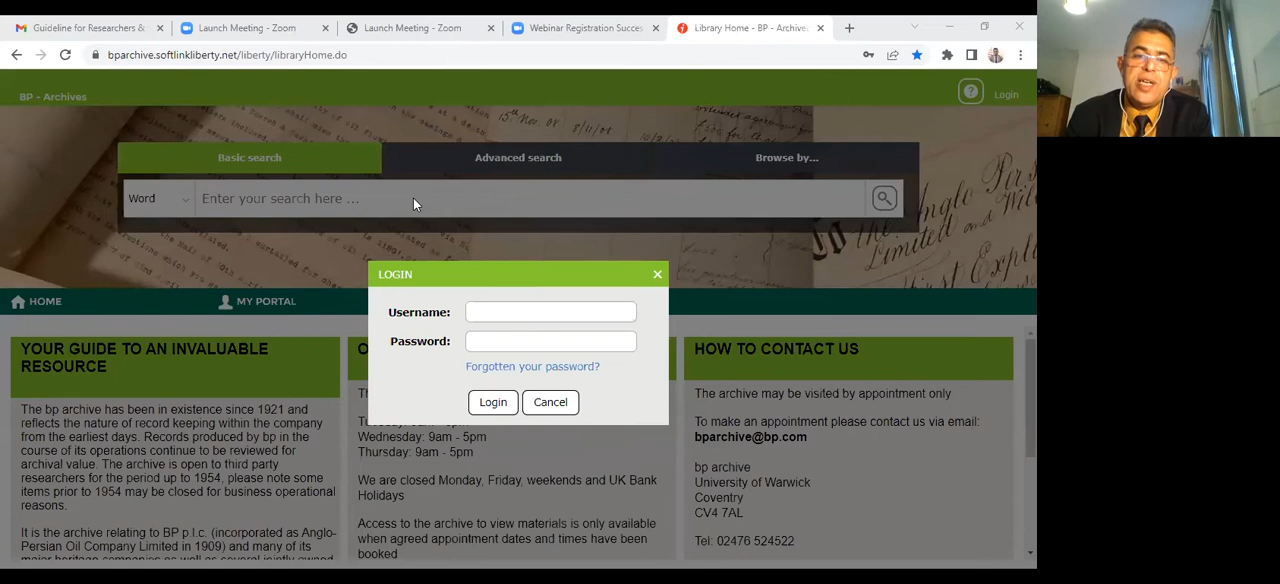 Guideline for Researchers &
Launch Meeting - Zoom
Launch Meeting - Zoom
Webinar Registration Succes
Library Home - BP - Archive
bparchive.softlinkliberty.net/liberty/libraryHome.do
BP - Archives
Login
15th Nov. 08
8/11/08
Basic search
Advanced search
Browse by...
Word
Enter your search here ...
LOGIN
Username:
Password:
Forgotten your password?
Login
Cancel
HOME
MY PORTAL
YOUR GUIDE TO AN INVALUABLE
RESOURCE
The bp archive has been in existence since 1921 and
reflects the nature of record keeping within the company
from the earliest days. Records produced by bp in the
course of its operations continue to be reviewed for
archival value. The archive is open to third party
researchers for the period up to 1954, please note some
items prior to 1954 may be closed for business operational
reasons.
It is the archive relating to BP p.l.c. (incorporated as Anglo-
Persian Oil Company Limited in 1909) and many of its
Wednesday: 9am - 5pm
Thursday: 9am - 5pm
We are closed Monday, Friday, weekends and UK Bank
Holidays
Access to the archive to view materials is only available
when agreed appointment dates and times have been
booked
HOW TO CONTACT US
The archive may be visited by appointment only
To make an appointment please contact us via email:
bparchive@bp.com
bp archive
University of Warwick
Coventry
CV4 7AL
Tel: 02476 524522